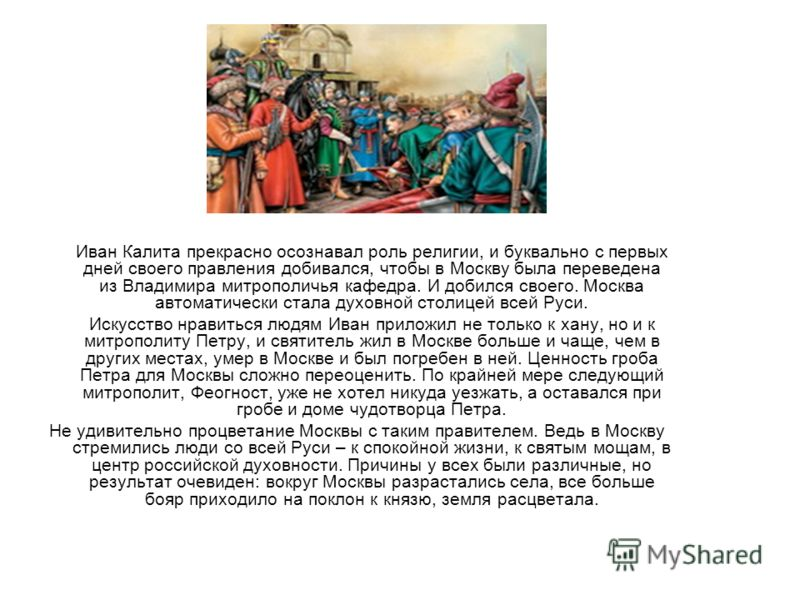 Иван Калита прекрасно осознавал роль религии, и буквально с первых
дней своего правления добивался, чтобы в Москву была переведена
из Владимира митрополичья кафедра. И добился своего. Москва
автоматически стала духовной столицей всей Руси.
Искусство нравиться людям Иван приложил не только к хану, но и к
митрополиту Петру, и святитель жил в Москве больше и чаще, чем в
других местах, умер в Москве и был погребен в ней. Ценность гроба
Петра для Москвы сложно переоценить. По крайней мере следующий
митрополит, Феогност, уже не хотел никуда уезжать, а оставался при
гробе и доме чудотворца Петра.
Не удивительно процветание Москвы с таким правителем. Ведь в Москву
стремились люди со всей Руси – к спокойной жизни, к святым мощам, в
центр российской духовности. Причины у всех были различные, но
результат очевиден: вокруг Москвы разрастались села, все больше
бояр приходило на поклон к князю, земля расцветала.
MyShared